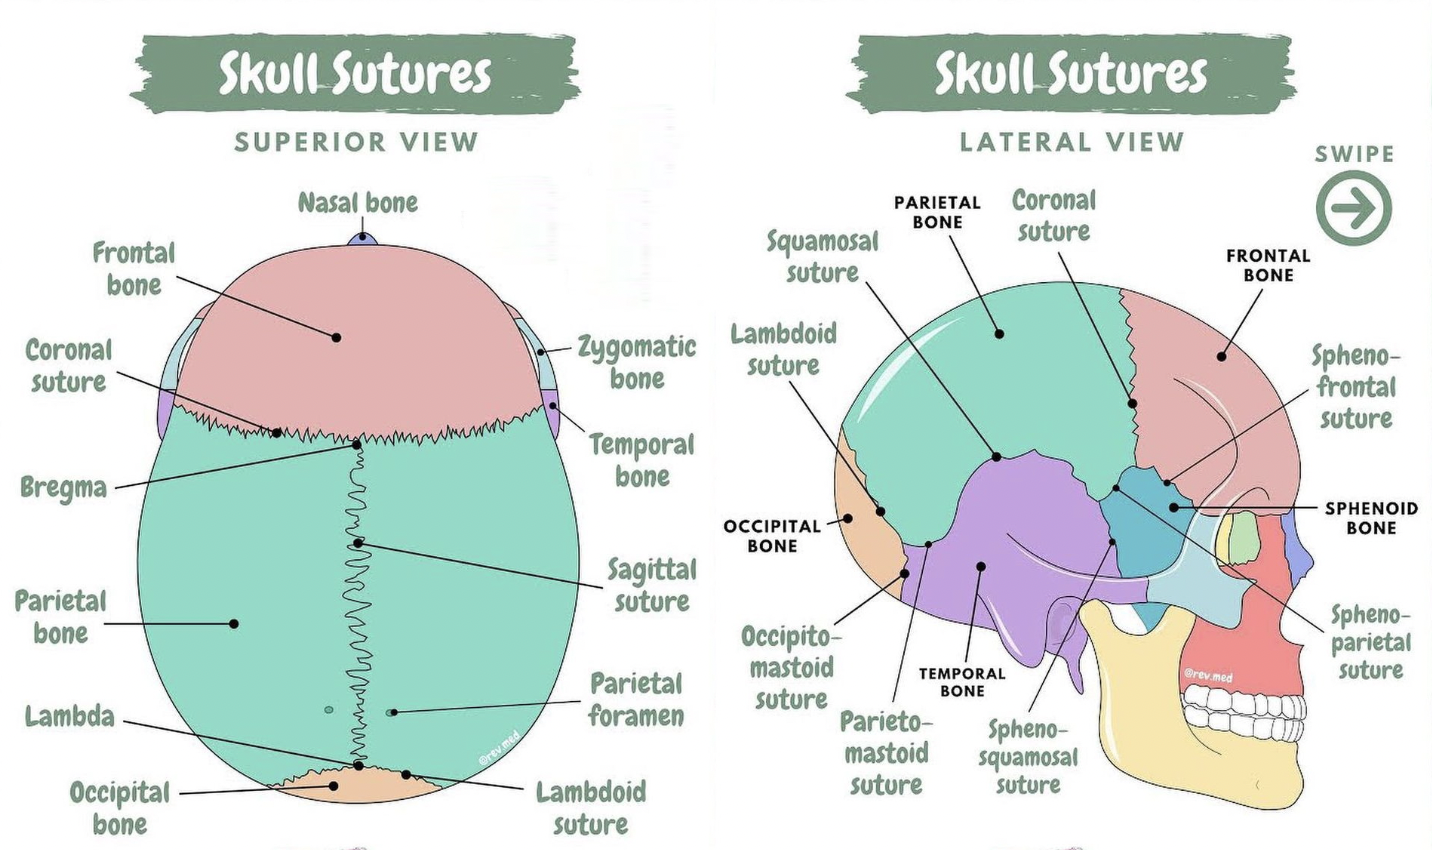 Skull Sutures
SUPERIOR VIEW
Nasal bone
Frontal
bone
Coronal
suture
Zygomatic
bone
Temporal
bone
Bregma
Sagittal
suture
Parietal
bone
Parietal
foramen
Lambda
@rev.med
Occipital
bone
Lambdoid
suture
Skull Sutures
LATERAL VIEW
SWIPE
PARIETAL
BONE
Coronal
suture
Squamosal
suture
FRONTAL
BONE
Lambdoid
suture
Spheno-
frontal
suture
OCCIPITAL
BONE
SPHENOID
BONE
Occipito-
mastoid
suture
TEMPORAL
BONE
Spheno-
parietal
suture
@rev.med
Parieto-
mastoid
suture
Spheno-
squamosal
suture